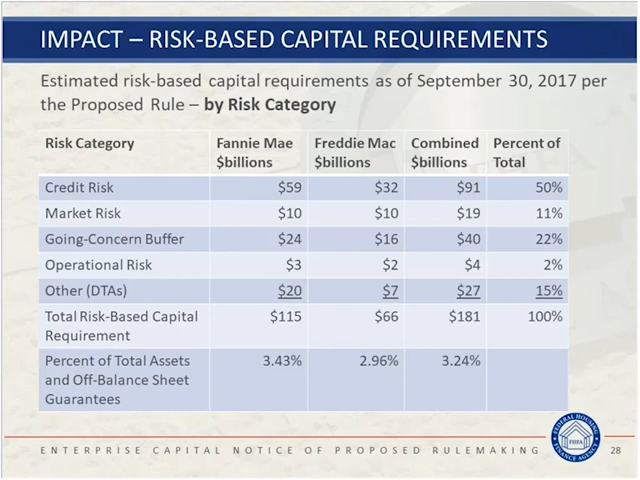 IMPACT – RISK-BASED CAPITAL REQUIREMENTS
Estimated risk-based capital requirements as of September 30, 2017 per
the Proposed Rule – by Risk Category
Risk Category Fannie Mae $billions Freddie Mac $billions Combined $billions Percent of Total
Credit Risk $59 $32 $91 50%
Market Risk $10 $10 $19 11%
Going-Concern Buffer $24 $16 $40 22%
Operational Risk $3 $2 $4 2%
Other (DTAs) $20 $7 $27 15%
Total Risk-Based Capital Requirement $115 $66 $181 100%
Percent of Total Assets and Off-Balance Sheet Guarantees 3.43% 2.96% 3.24%
ENTERPRISE CAPITAL NOTICE OF PROPOSED RULEMAKING
FEDERAL HOUSING FINANCE AGENCY
FHFA
28